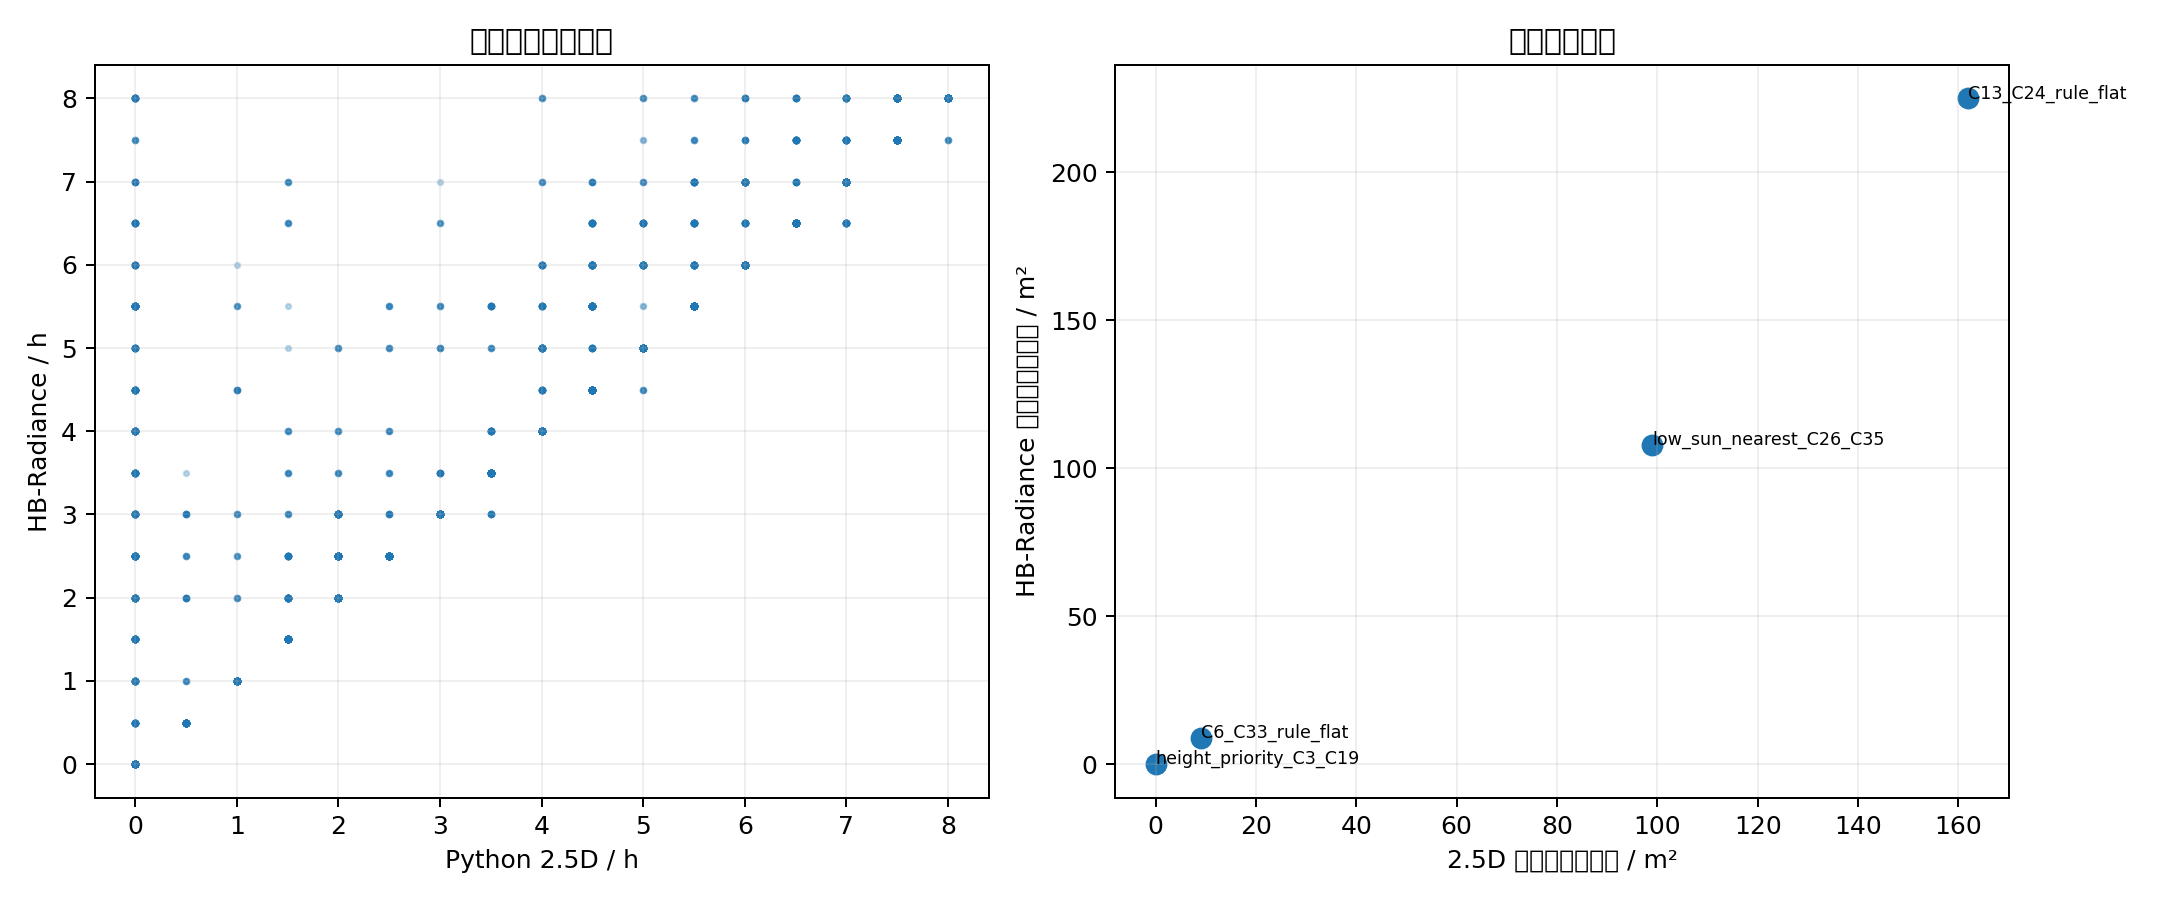 8
7
6
5
4
3
2
1
0
HB-Radiance / h
0 1 2 3 4 5 6 7 8
Python 2.5D / h
200
150
100
50
0
HB-Radiance / m²
C13_C24_rule_flat
low_sun_nearest_C26_C35
C6_C33_rule_flat
height_priority_C3_C19
0 20 40 60 80 100 120 140 160
2.5D / m²